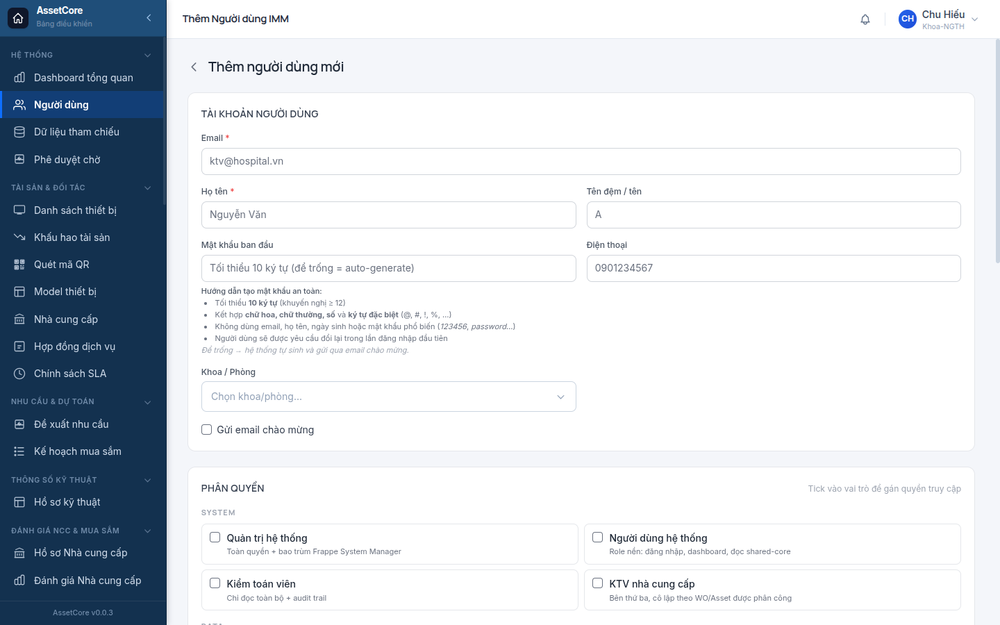 AssetCore
Bảng điều khiển
HỆ THỐNG
Dashboard tổng quan
Người dùng
Dữ liệu tham chiếu
Phê duyệt chờ
TÀI SẢN & ĐỐI TÁC
Danh sách thiết bị
Khấu hao tài sản
Quét mã QR
Model thiết bị
Nhà cung cấp
Hợp đồng dịch vụ
Chính sách SLA
NHU CẦU & DỰ TOÁN
Đề xuất nhu cầu
Kế hoạch mua sắm
THÔNG SỐ KỸ THUẬT
Hồ sơ kỹ thuật
ĐÁNH GIÁ NCC & MUA SẮM
Hồ sơ Nhà cung cấp
Đánh giá Nhà cung cấp
AssetCore v0.0.3
Thêm Người dùng IMM
CH
Chu Hiếu
Khoa-NGTH
Thêm người dùng mới
TÀI KHOẢN NGƯỜI DÙNG
Email *
ktv@hospital.vn
Họ tên *
Tên đệm / tên
Nguyễn Văn
A
Mật khẩu ban đầu
Điện thoại
Tối thiểu 10 ký tự (để trống = auto-generate)
0901234567
Hướng dẫn tạo mật khẩu an toàn:
• Tối thiểu 10 ký tự (khuyến nghị ≥ 12)
• Kết hợp chữ hoa, chữ thường, số và ký tự đặc biệt (@, #, !, %, ...)
• Không dùng email, họ tên, ngày sinh hoặc mật khẩu phổ biến (123456, password...)
• Người dùng sẽ được yêu cầu đổi lại trong lần đăng nhập đầu tiên
Để trống → hệ thống tự sinh và gửi qua email chào mừng.
Khoa / Phòng
Chọn khoa/phòng...
Gửi email chào mừng
PHÂN QUYỀN
Tick vào vai trò để gán quyền truy cập
SYSTEM
Quản trị hệ thống
Toàn quyền + bao trùm Frappe System Manager
Người dùng hệ thống
Role nền: đăng nhập, dashboard, đọc shared-core
Kiểm toán viên
Chỉ đọc toàn bộ + audit trail
KTV nhà cung cấp
Bên thứ ba, cô lập theo WO/Asset được phân công